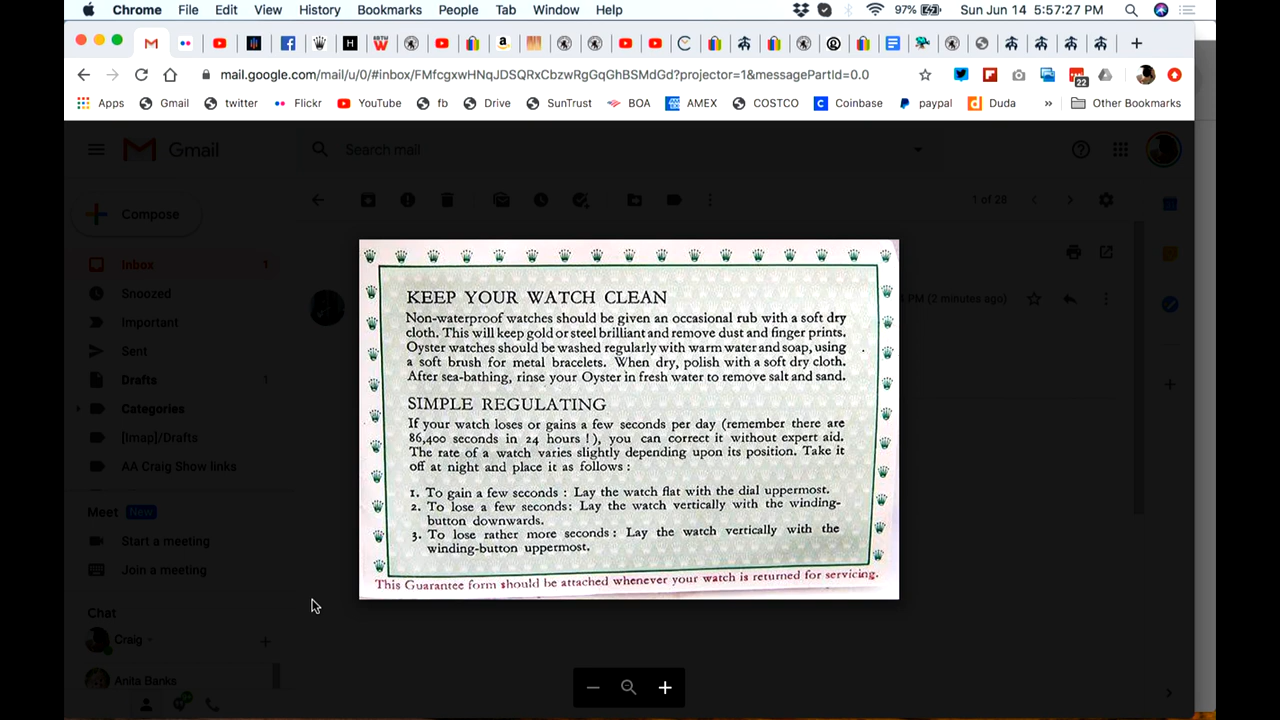 Chrome File Edit View History Bookmarks People Tab Window Help 97% Sun Jun 14 5:57:27 PM
mail.google.com/mail/u/0/#inbox/FMfcgxwHNqJDSQRxCbzwRgGqGhBSMdGd?projector=1&messagePartId=0.0 22
Apps Gmail twitter Flickr YouTube fb Drive SunTrust BOA AMEX COSTCO Coinbase paypal Duda » Other Bookmarks
Gmail Search mail
Compose 1 of 28
Inbox 1
Snoozed PM (2 minutes ago)
Important
Sent
Drafts 1
Categories
[Imap]/Drafts
AA Craig Show links
Meet New
Start a meeting
Join a meeting
Chat
Craig
Anita Banks
KEEP YOUR WATCH CLEAN
Non-waterproof watches should be given an occasional rub with a soft dry
cloth. This will keep gold or steel brilliant and remove dust and finger prints.
Oyster watches should be washed regularly with warm water and soap, using
a soft brush for metal bracelets. When dry, polish with a soft dry cloth.
After sea-bathing, rinse your Oyster in fresh water to remove salt and sand.
SIMPLE REGULATING
If your watch loses or gains a few seconds per day (remember there are
86,400 seconds in 24 hours !), you can correct it without expert aid.
The rate of a watch varies slightly depending upon its position. Take it
off at night and place it as follows :
1. To gain a few seconds : Lay the watch flat with the dial uppermost.
2. To lose a few seconds: Lay the watch vertically with the winding-
button downwards.
3. To lose rather more seconds : Lay the watch vertically with the
winding-button uppermost.
This Guarantee form should be attached whenever your watch is returned for servicing.